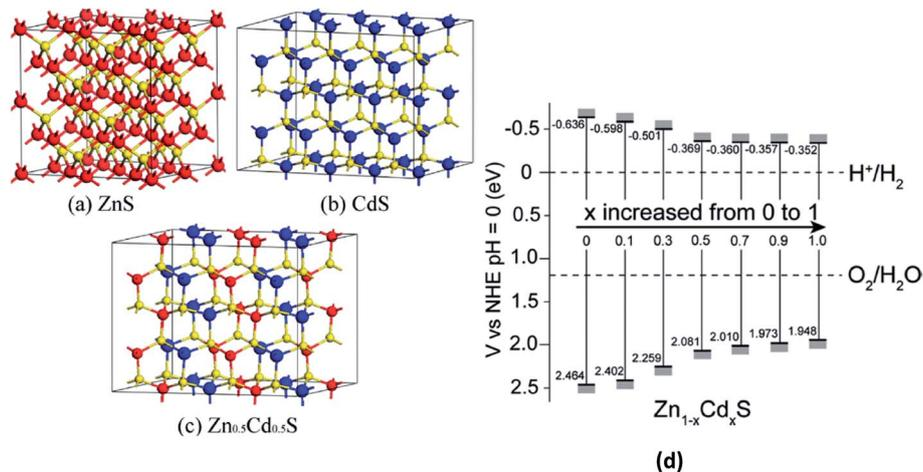 (a) ZnS
(b) CdS
(c) Zn₀.₅Cd₀.₅S
V vs NHE pH = 0 (eV)
-0.5
0
0.5
1.0
1.5
2.0
2.5
-0.636
-0.598
-0.501
-0.369
-0.360
-0.357
-0.352
H⁺/H₂
x increased from 0 to 1
0 0.1 0.3 0.5 0.7 0.9 1.0
O₂/H₂O
2.464
2.402
2.259
2.081
2.010
1.973
1.948
Zn₁₋ₓCdₓS
(d)